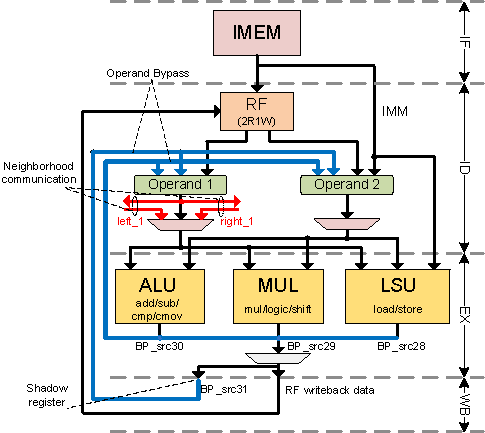 IMEM
IF
Operand Bypass
RF
(2R1W)
IMM
ID
Neighborhood
communication
Operand 1
Operand 2
left_1
right_1
ALU
add/sub/
cmp/cmov
MUL
mul/logic/shift
LSU
load/store
EX
BP_src30
BP_src29
BP_src28
Shadow
register
BP_src31
RF writeback data
WB